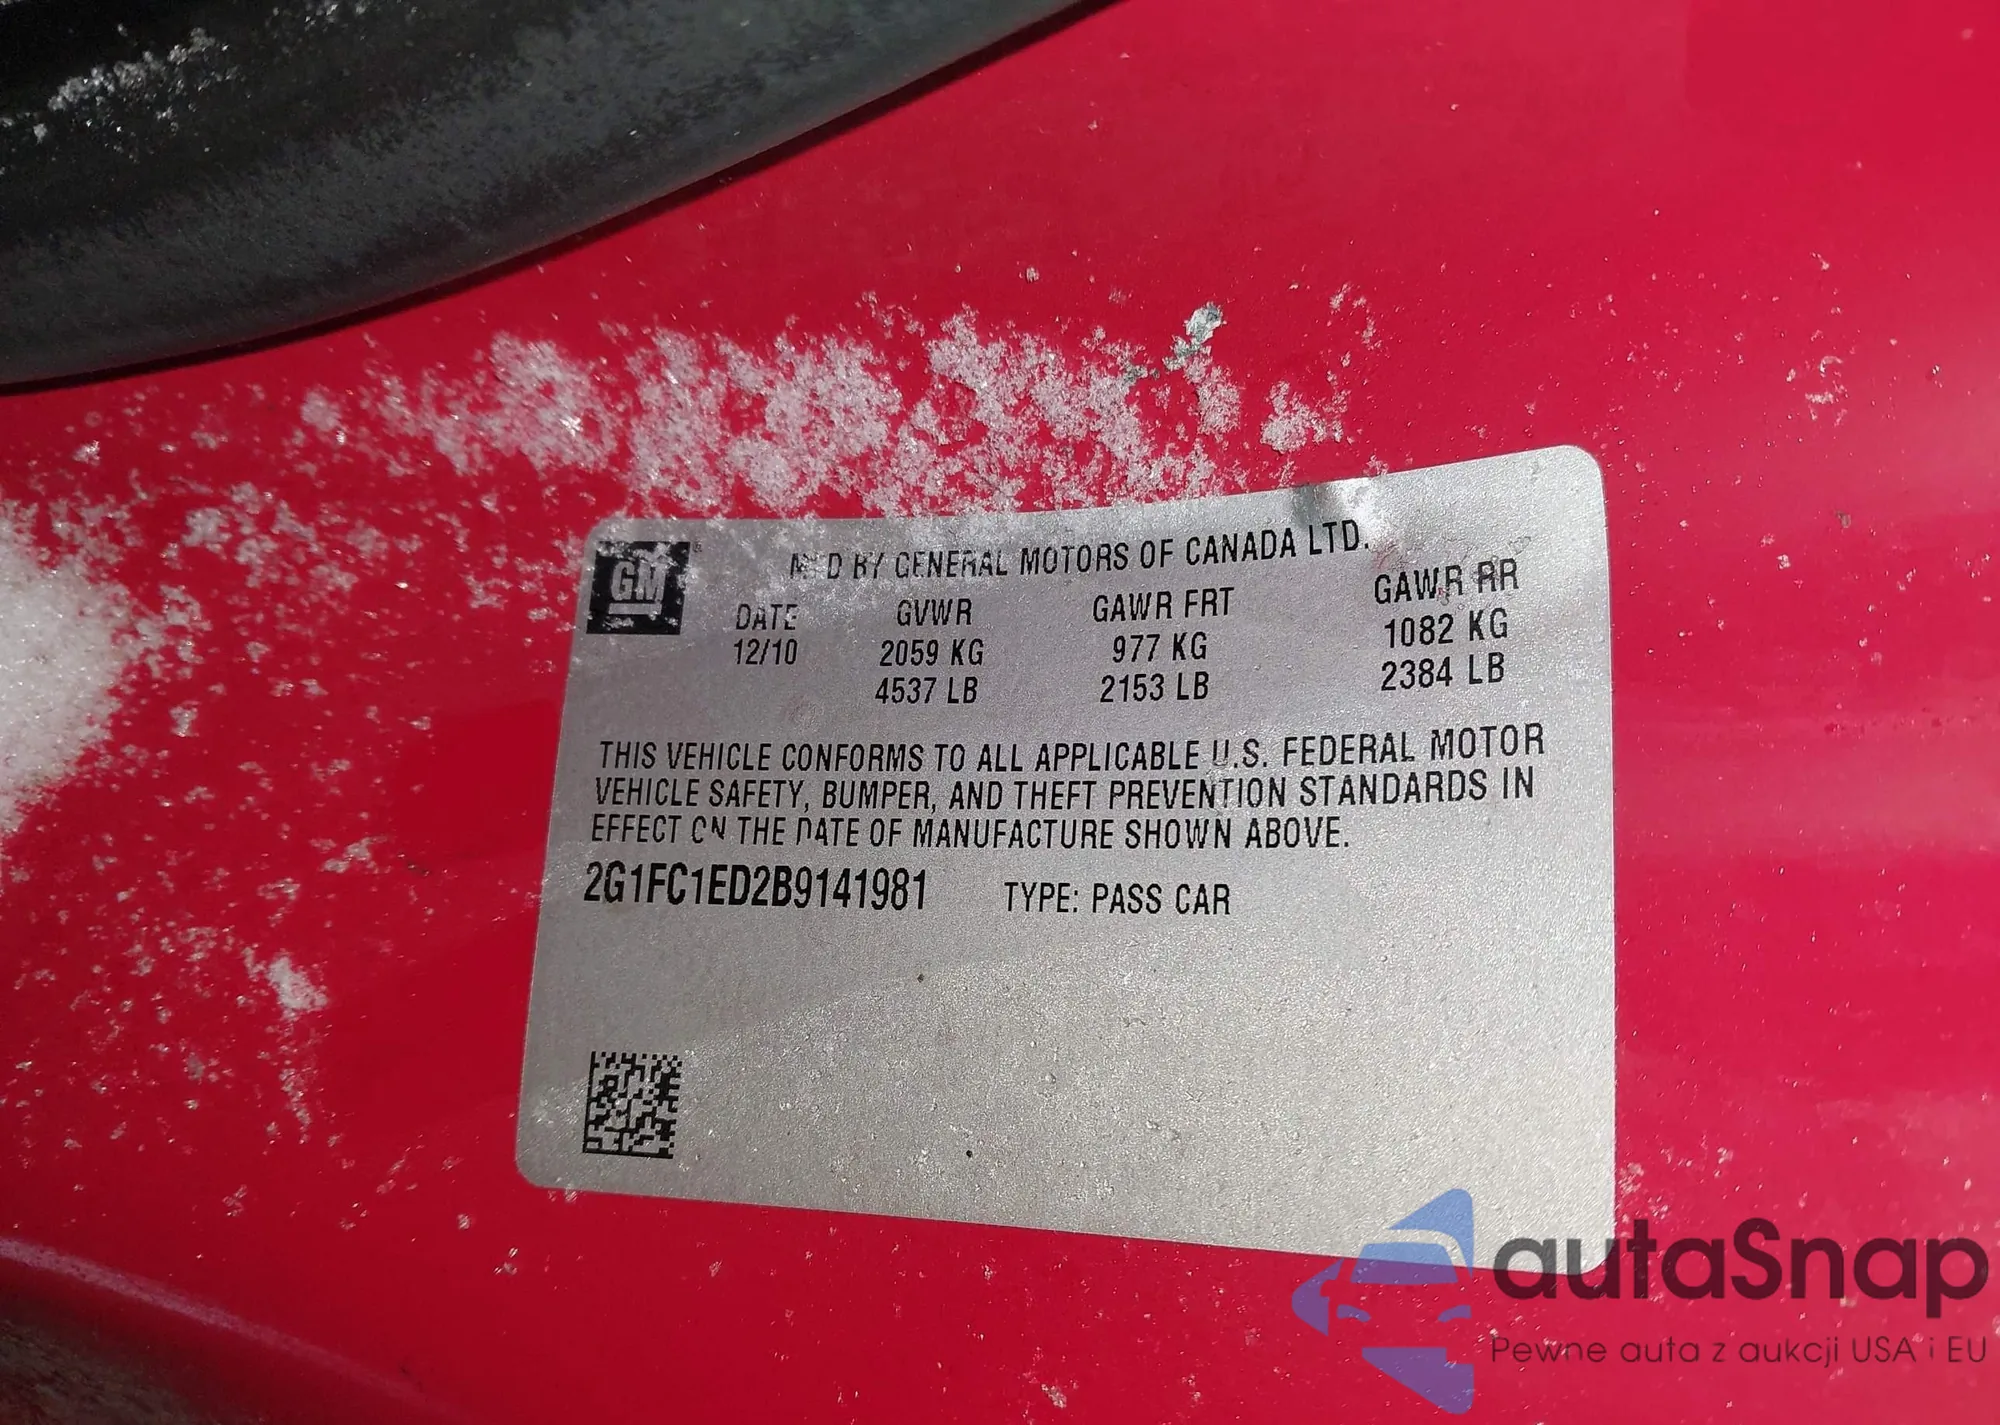 GM
MFD BY GENERAL MOTORS OF CANADA LTD.
DATE GVWR GAWR FRT GAWR RR
12/10 2059 KG 977 KG 1082 KG
4537 LB 2153 LB 2384 LB
THIS VEHICLE CONFORMS TO ALL APPLICABLE U.S. FEDERAL MOTOR
VEHICLE SAFETY, BUMPER, AND THEFT PREVENTION STANDARDS IN
EFFECT ON THE DATE OF MANUFACTURE SHOWN ABOVE.
2G1FC1ED2B9141981 TYPE: PASS CAR
autaSnap
Pewne auta z aukcji USA i EU